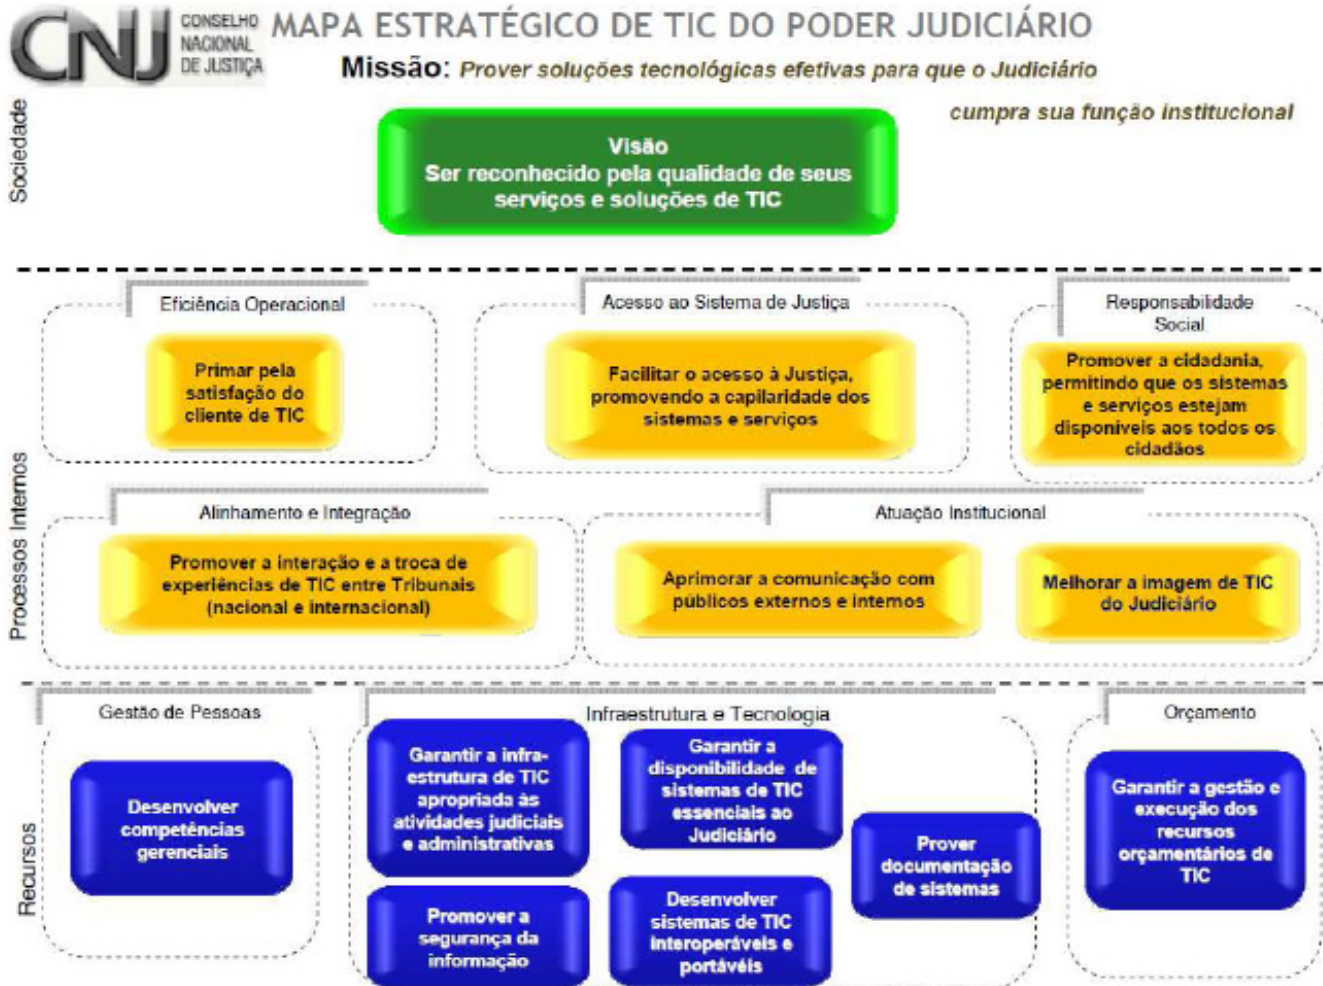 CNJ
CONSELHO
NACIONAL
DE JUSTIÇA
MAPA ESTRATÉGICO DE TIC DO PODER JUDICIÁRIO
Missão: Prover soluções tecnológicas efetivas para que o Judiciário
cumpra sua função institucional
Sociedade
Visão
Ser reconhecido pela qualidade de seus
serviços e soluções de TIC
Processos Internos
Eficiência Operacional
Primar pela
satisfação do
cliente de TIC
Acesso ao Sistema de Justiça
Facilitar o acesso à Justiça,
promovendo a capilaridade dos
sistemas e serviços
Responsabilidade
Social
Promover a cidadania,
permitindo que os sistemas
e serviços estejam
disponíveis aos todos os
cidadãos
Alinhamento e Integração
Promover a interação e a troca de
experiências de TIC entre Tribunais
(nacional e internacional)
Atuação Institucional
Aprimorar a comunicação com
públicos externos e internos
Melhorar a imagem de TIC
do Judiciário
Recursos
Gestão de Pessoas
Desenvolver
competências
gerenciais
Infraestrutura e Tecnologia
Garantir a infra-
estrutura de TIC
apropriada às
atividades judiciais
e administrativas
Garantir a
disponibilidade de
sistemas de TIC
essenciais ao
Judiciário
Prover
documentação
de sistemas
Promover a
segurança da
informação
Desenvolver
sistemas de TIC
interoperáveis e
portávéis
Orçamento
Garantir a gestão e
execução dos
recursos
orçamentários de
TIC